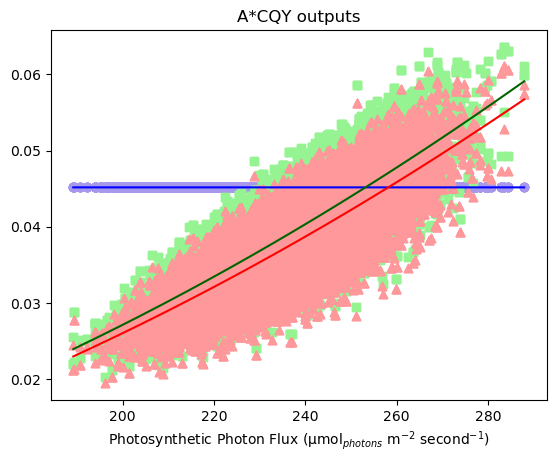 A*CQY outputs
0.06
0.05
0.04
0.03
0.02
200 220 240 260 280
Photosynthetic Photon Flux (μmol$_{photons}$ m$^{-2}$ second$^{-1}$)